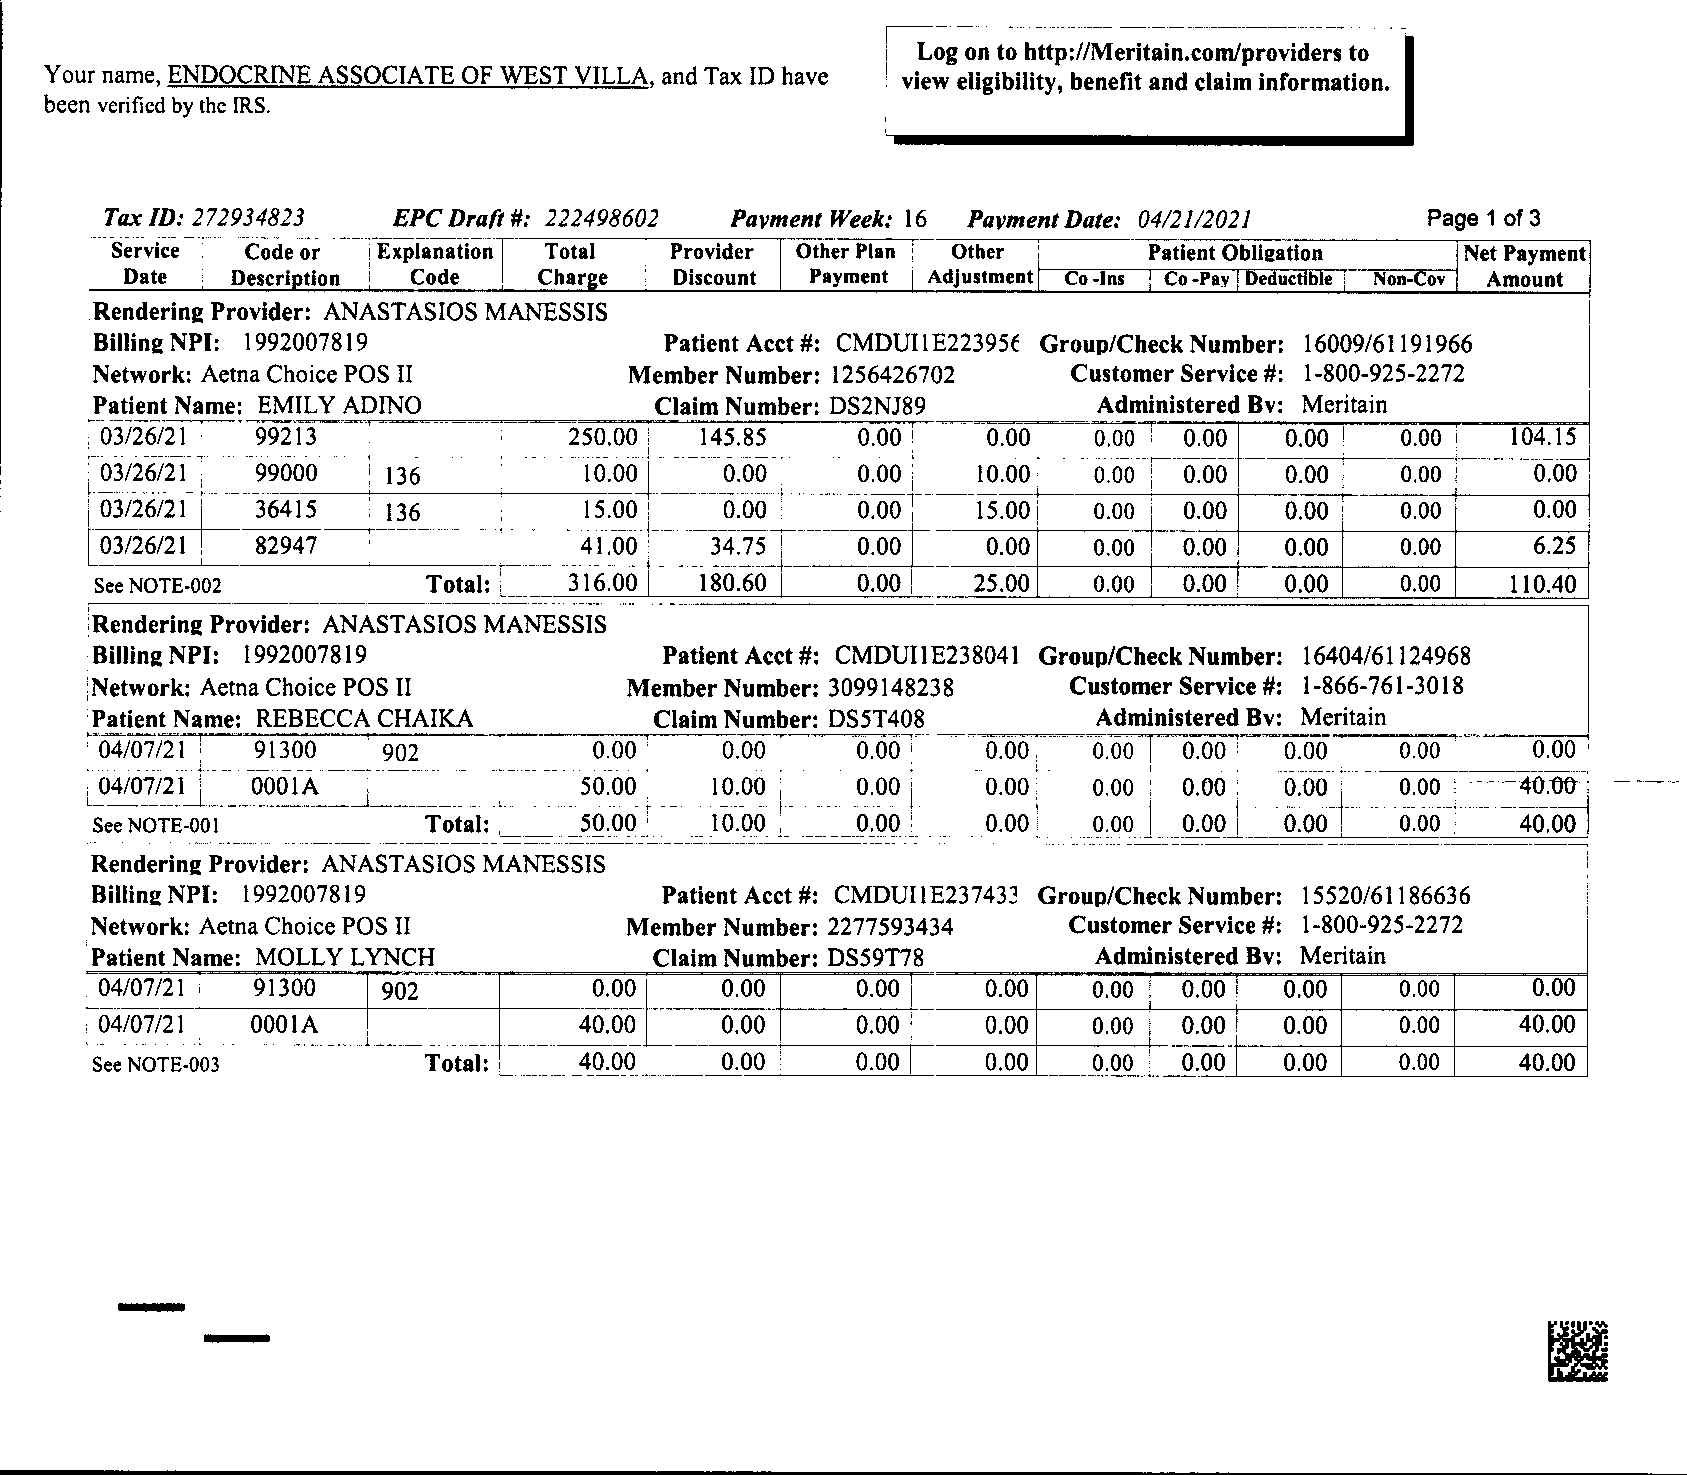 Log on to http://Meritain.com/providers to
view eligibility, benefit and claim information.
Your name, ENDOCRINE ASSOCIATE OF WEST VILLA, and Tax ID have
been verified by the IRS.
Tax ID: 272934823 EPC Draft #: 222498602 Payment Week: 16 Payment Date: 04/21/2021 Page 1 of 3
Service Code or Explanation Total Provider Other Plan Other Patient Obligation Net Payment
Date Description Code Charge Discount Payment Adjustment Co -Ins Co -Pay Deductible Non-Cov Amount
Rendering Provider: ANASTASIOS MANESSIS
Billing NPI: 1992007819 Patient Acct #: CMDUI1E223956 Group/Check Number: 16009/61191966
Network: Aetna Choice POS II Member Number: 1256426702 Customer Service #: 1-800-925-2272
Patient Name: EMILY ADINO Claim Number: DS2NJ89 Administered By: Meritain
03/26/21 99213 250.00 145.85 0.00 0.00 0.00 0.00 0.00 0.00 104.15
03/26/21 99000 136 10.00 0.00 0.00 10.00 0.00 0.00 0.00 0.00 0.00
03/26/21 36415 136 15.00 0.00 0.00 15.00 0.00 0.00 0.00 0.00 0.00
03/26/21 82947 41.00 34.75 0.00 0.00 0.00 0.00 0.00 0.00 6.25
See NOTE-002 Total: 316.00 180.60 0.00 25.00 0.00 0.00 0.00 0.00 110.40
Rendering Provider: ANASTASIOS MANESSIS
Billing NPI: 1992007819 Patient Acct #: CMDUI1E238041 Group/Check Number: 16404/61124968
Network: Aetna Choice POS II Member Number: 3099148238 Customer Service #: 1-866-761-3018
Patient Name: REBECCA CHAIKA Claim Number: DS5T408 Administered By: Meritain
04/07/21 91300 902 0.00 0.00 0.00 0.00 0.00 0.00 0.00 0.00 0.00
04/07/21 0001A 50.00 10.00 0.00 0.00 0.00 0.00 0.00 0.00 40.00
See NOTE-001 Total: 50.00 10.00 0.00 0.00 0.00 0.00 0.00 0.00 40.00
Rendering Provider: ANASTASIOS MANESSIS
Billing NPI: 1992007819 Patient Acct #: CMDUI1E237433 Group/Check Number: 15520/61186636
Network: Aetna Choice POS II Member Number: 2277593434 Customer Service #: 1-800-925-2272
Patient Name: MOLLY LYNCH Claim Number: DS59T78 Administered By: Meritain
04/07/21 91300 902 0.00 0.00 0.00 0.00 0.00 0.00 0.00 0.00 0.00
04/07/21 0001A 40.00 0.00 0.00 0.00 0.00 0.00 0.00 0.00 40.00
See NOTE-003 Total: 40.00 0.00 0.00 0.00 0.00 0.00 0.00 0.00 40.00